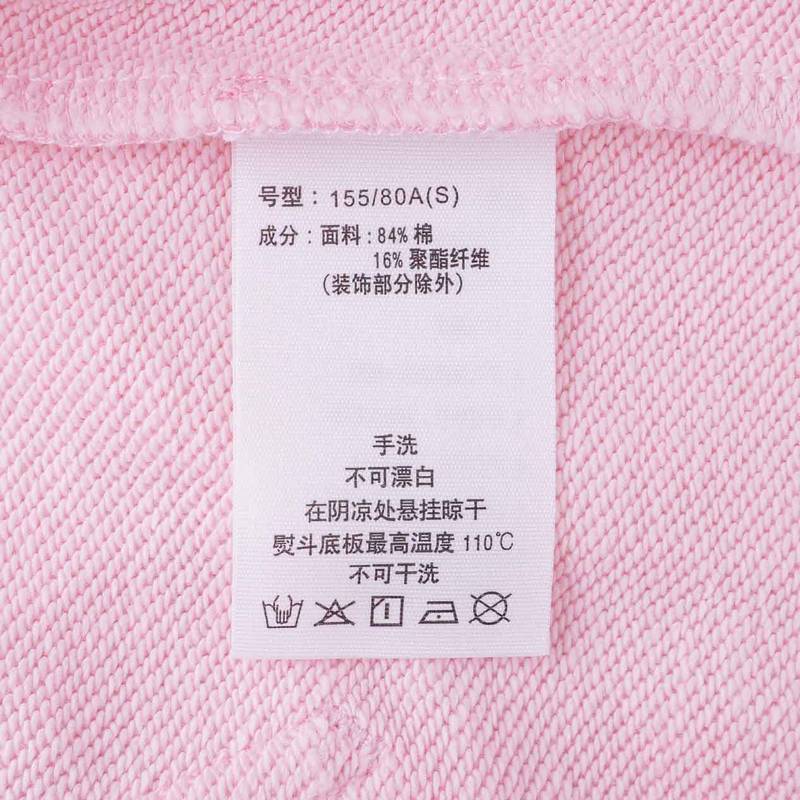 号型：155/80A(S)
成分：面料：84% 棉
16% 聚酯纤维
(装饰部分除外)
手洗
不可漂白
在阴凉处悬挂晾干
熨斗底板最高温度 110℃
不可干洗